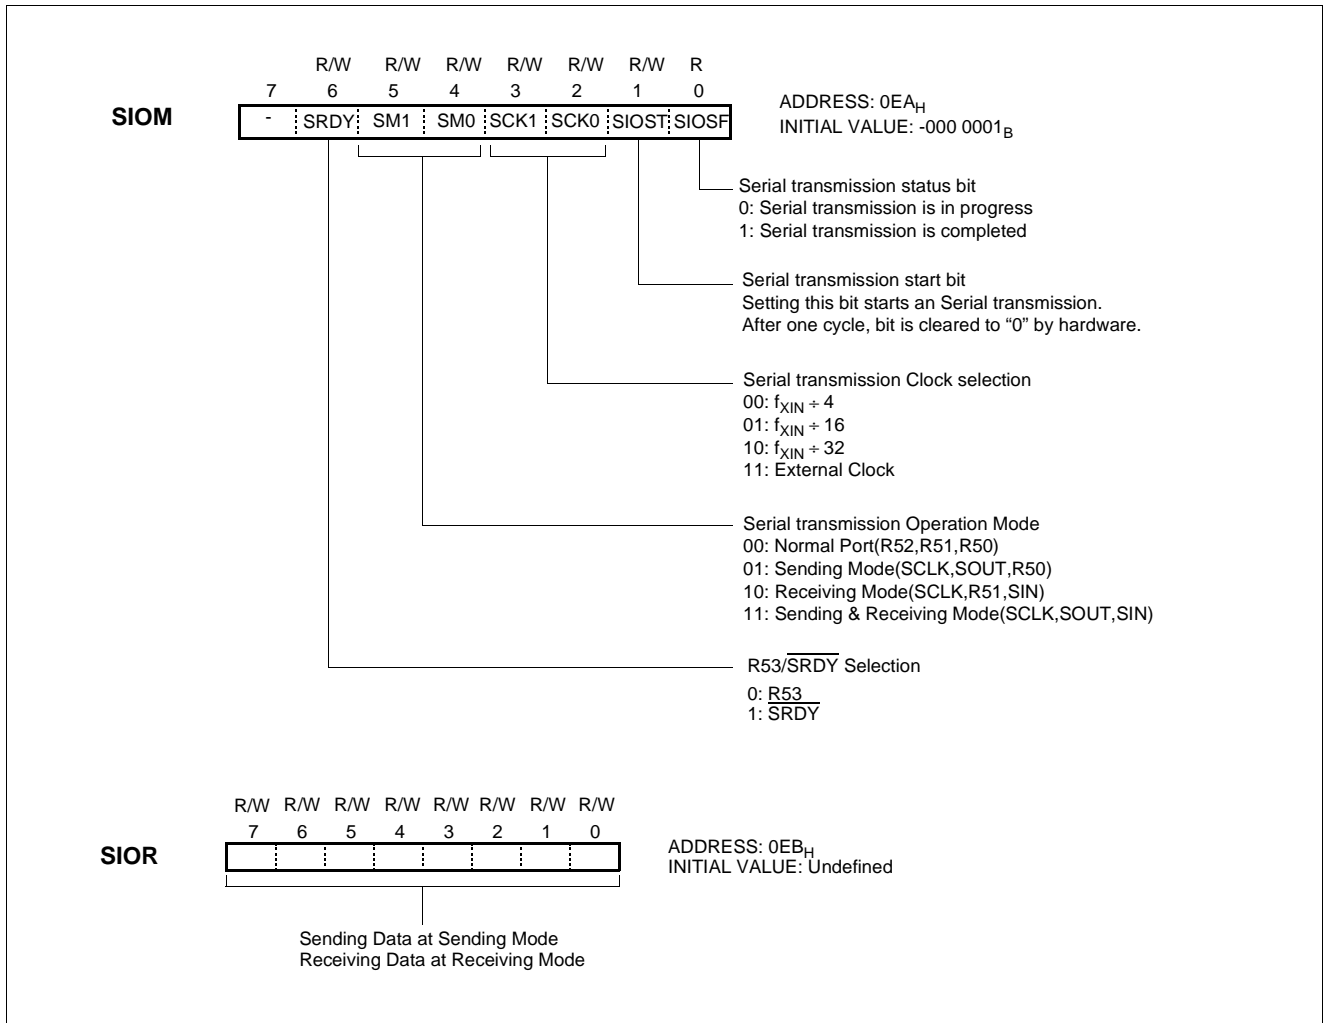 R/W R/W R/W R/W R/W R/W R
7 6 5 4 3 2 1 0
SIOM
- SRDY SM1 SM0 SCK1 SCK0 SIOST SIOSF
ADDRESS: 0EAH
INITIAL VALUE: -000 0001B
Serial transmission status bit
0: Serial transmission is in progress
1: Serial transmission is completed
Serial transmission start bit
Setting this bit starts an Serial transmission.
After one cycle, bit is cleared to “0” by hardware.
Serial transmission Clock selection
00: fXIN ÷ 4
01: fXIN ÷ 16
10: fXIN ÷ 32
11: External Clock
Serial transmission Operation Mode
00: Normal Port(R52,R51,R50)
01: Sending Mode(SCLK,SOUT,R50)
10: Receiving Mode(SCLK,R51,SIN)
11: Sending & Receiving Mode(SCLK,SOUT,SIN)
R53/SRDY Selection
0: R53
1: SRDY
R/W R/W R/W R/W R/W R/W R/W R/W
7 6 5 4 3 2 1 0
SIOR
ADDRESS: 0EBH
INITIAL VALUE: Undefined
Sending Data at Sending Mode
Receiving Data at Receiving Mode